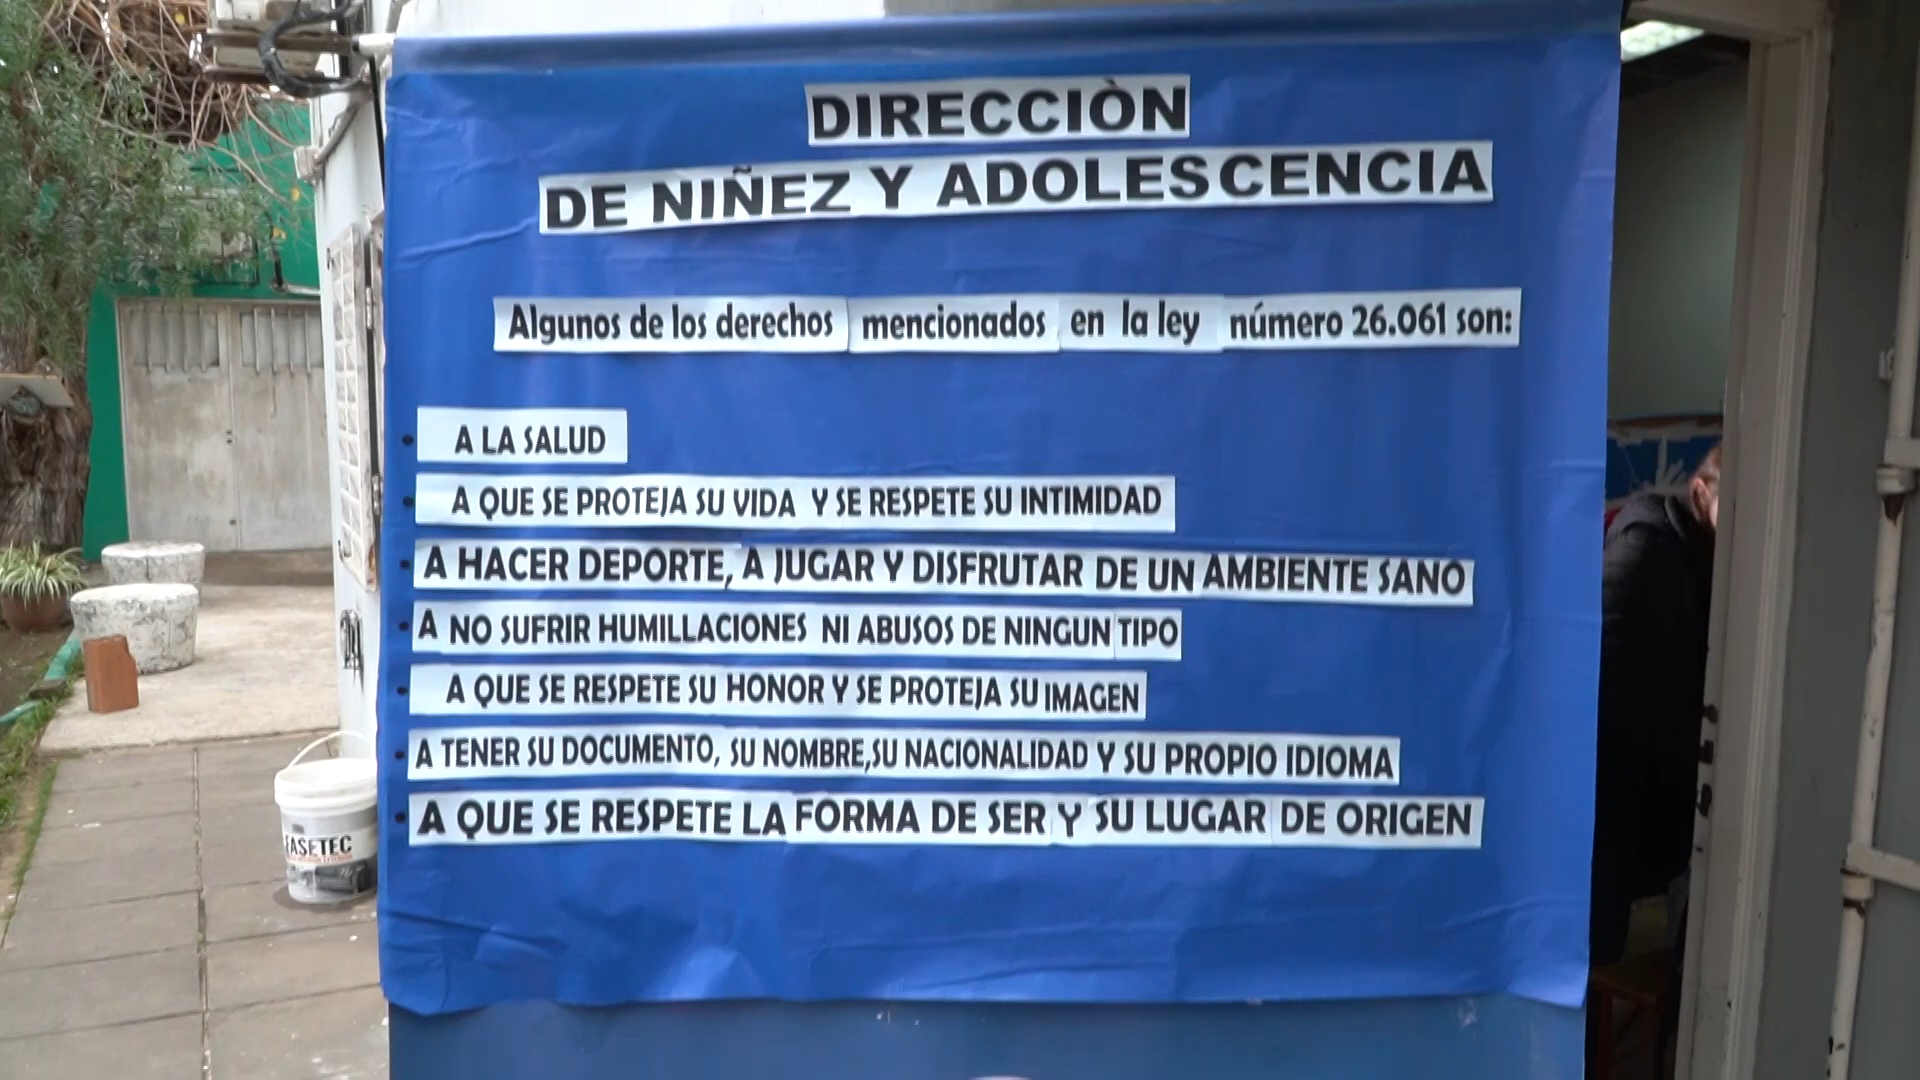 DIRECCIÒN
DE NIÑEZ Y ADOLESCENCIA
Algunos de los derechos mencionados en la ley número 26.061 son:
• A LA SALUD
• A QUE SE PROTEJA SU VIDA Y SE RESPETE SU INTIMIDAD
• A HACER DEPORTE, A JUGAR Y DISFRUTAR DE UN AMBIENTE SANO
• A NO SUFRIR HUMILLACIONES NI ABUSOS DE NINGUN TIPO
• A QUE SE RESPETE SU HONOR Y SE PROTEJA SU IMAGEN
• A TENER SU DOCUMENTO, SU NOMBRE, SU NACIONALIDAD Y SU PROPIO IDIOMA
• A QUE SE RESPETE LA FORMA DE SER Y SU LUGAR DE ORIGEN
EASETEC